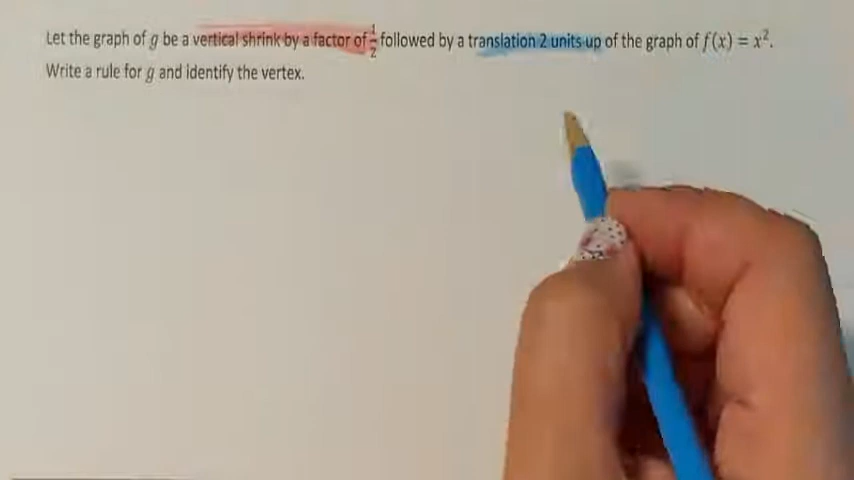 Let the graph of g be a vertical shrink by a factor of 1/2 followed by a translation 2 units up of the graph of f(x) = x².
Write a rule for g and identify the vertex.